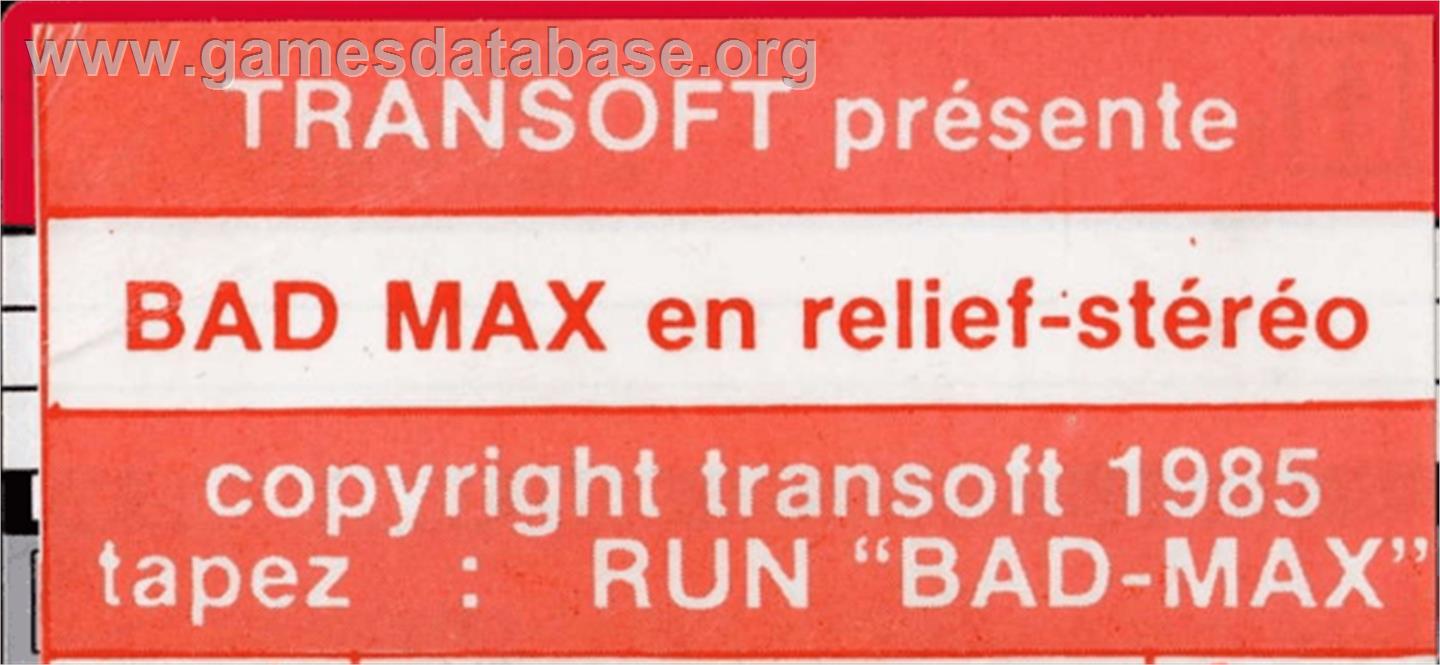 www.gamesdatabase.org
TRANSOFT présente
BAD MAX en relief-stéréo
copyright transoft 1985
tapez : RUN “BAD-MAX”